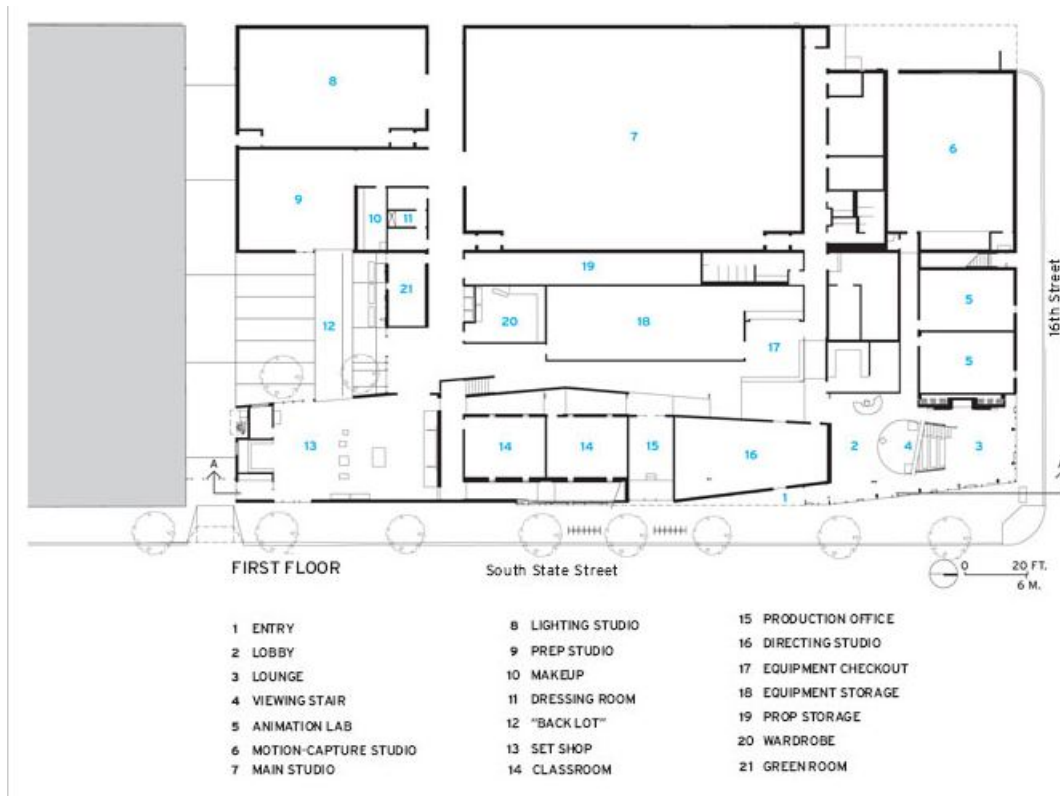 8
7
6
9
10
11
19
21
5
12
20
18
17
5
13
14
14
15
16
2
4
3
A
1
16th Street
FIRST FLOOR
South State Street
0 20 FT.
6 M.
1 ENTRY
2 LOBBY
3 LOUNGE
4 VIEWING STAIR
5 ANIMATION LAB
6 MOTION-CAPTURE STUDIO
7 MAIN STUDIO
8 LIGHTING STUDIO
9 PREP STUDIO
10 MAKEUP
11 DRESSING ROOM
12 "BACK LOT"
13 SET SHOP
14 CLASSROOM
15 PRODUCTION OFFICE
16 DIRECTING STUDIO
17 EQUIPMENT CHECKOUT
18 EQUIPMENT STORAGE
19 PROP STORAGE
20 WARDROBE
21 GREEN ROOM